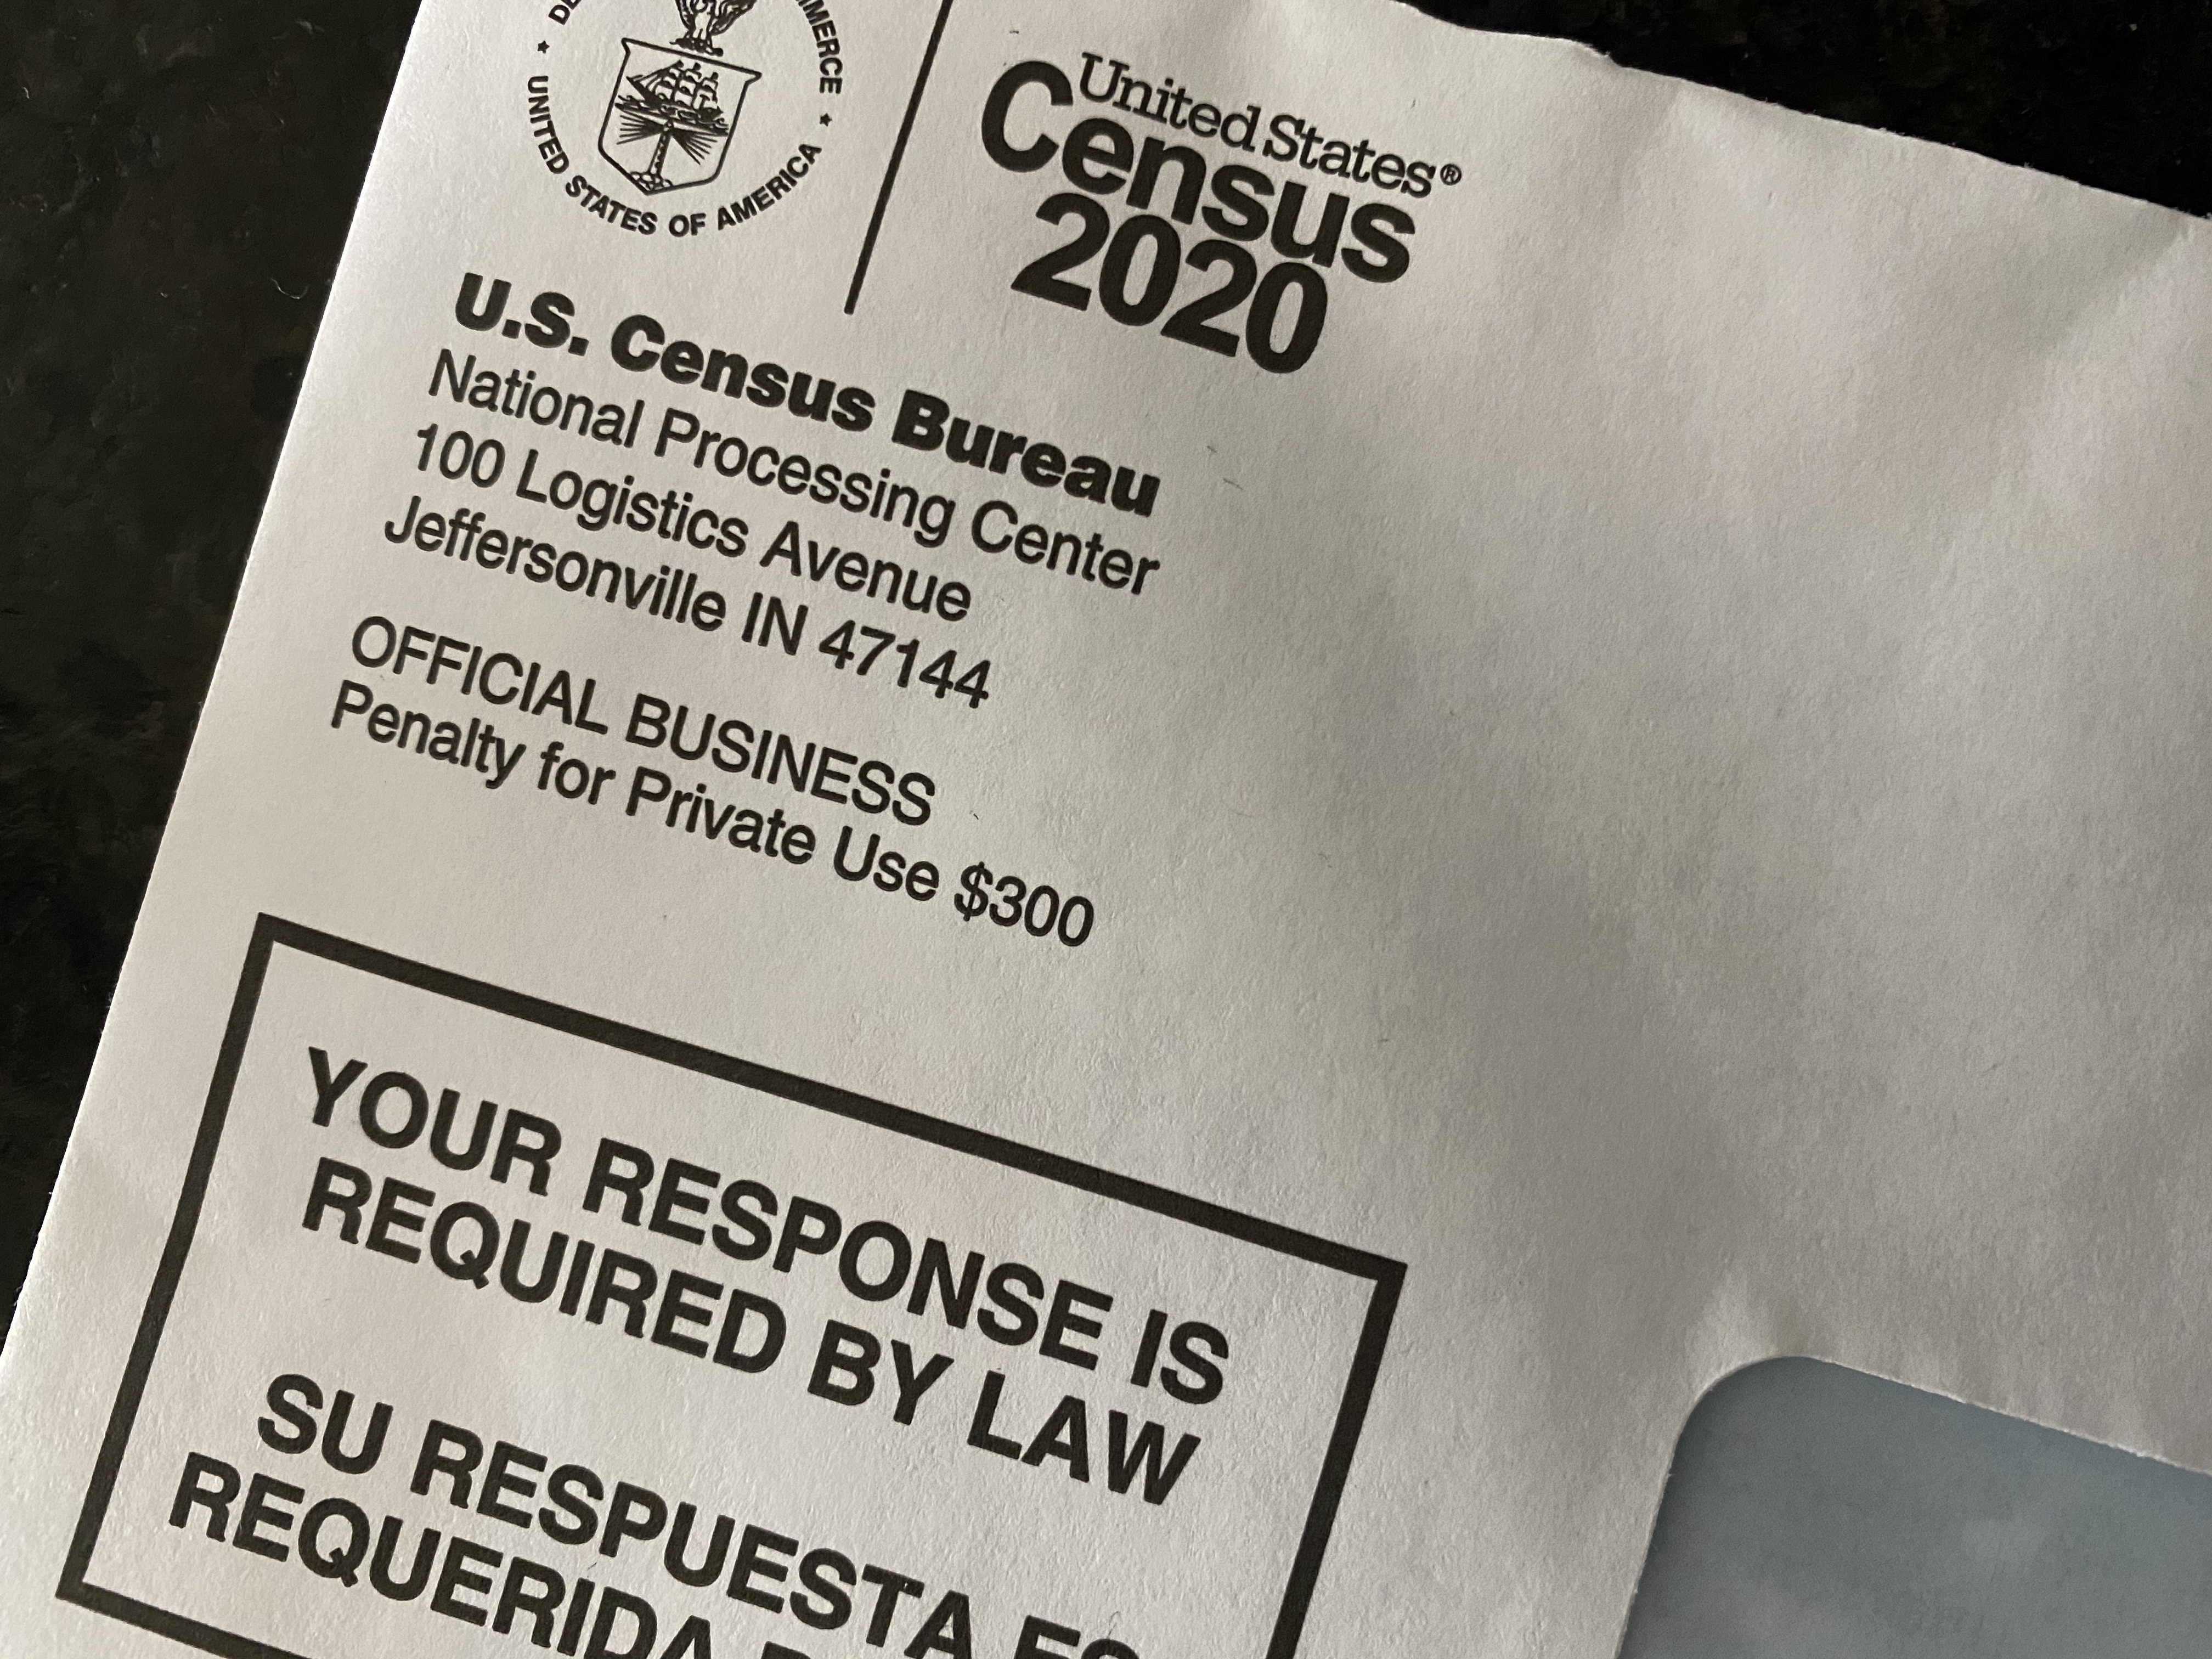 UNITED STATES OF AMERICA
United States®
Census
2020
U.S. Census Bureau
National Processing Center
100 Logistics Avenue
Jeffersonville IN 47144
OFFICIAL BUSINESS
Penalty for Private Use $300
YOUR RESPONSE IS
REQUIRED BY LAW
SU RESPUESTA
REQUERIDA